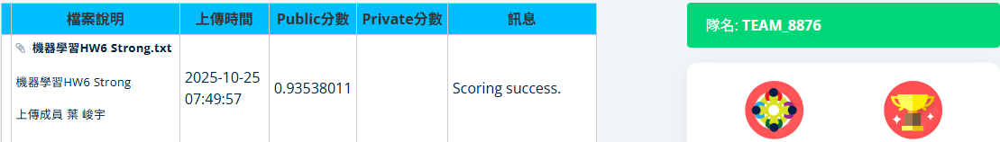 檔案說明 上傳時間 Public分數 Private分數 訊息
機器學習HW6 Strong.txt
機器學習HW6 Strong
上傳成員 葉 峻宇
2025-10-25
07:49:57
0.93538011
Scoring success.
隊名: TEAM_8876